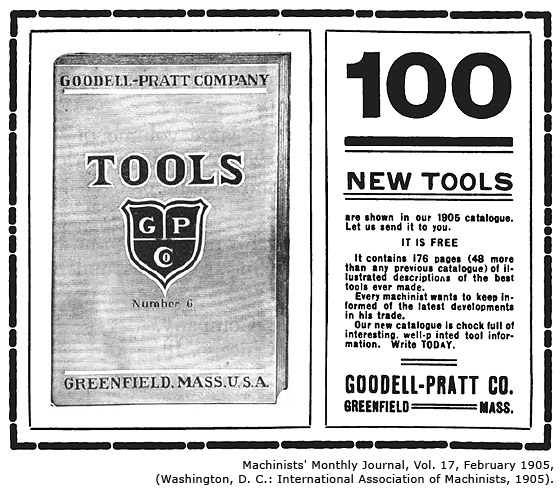 GOODELL-PRATT COMPANY
TOOLS
G P
Co
Number 6
GREENFIELD, MASS. U.S.A.
100
NEW TOOLS
are shown in our 1905 catalogue.
Let us send it to you.
IT IS FREE
It contains 176 pages (48 more
than any previous catalogue) of il-
lustrated descriptions of the best
tools ever made.
Every machinist wants to keep in-
formed of the latest developments
in his trade.
Our new catalogue is chock full of
interesting, well-p inted tool infor-
mation. Write TODAY.
GOODELL-PRATT CO.
GREENFIELD MASS.
Machinists' Monthly Journal, Vol. 17, February 1905,
(Washington, D. C.: International Association of Machinists, 1905).